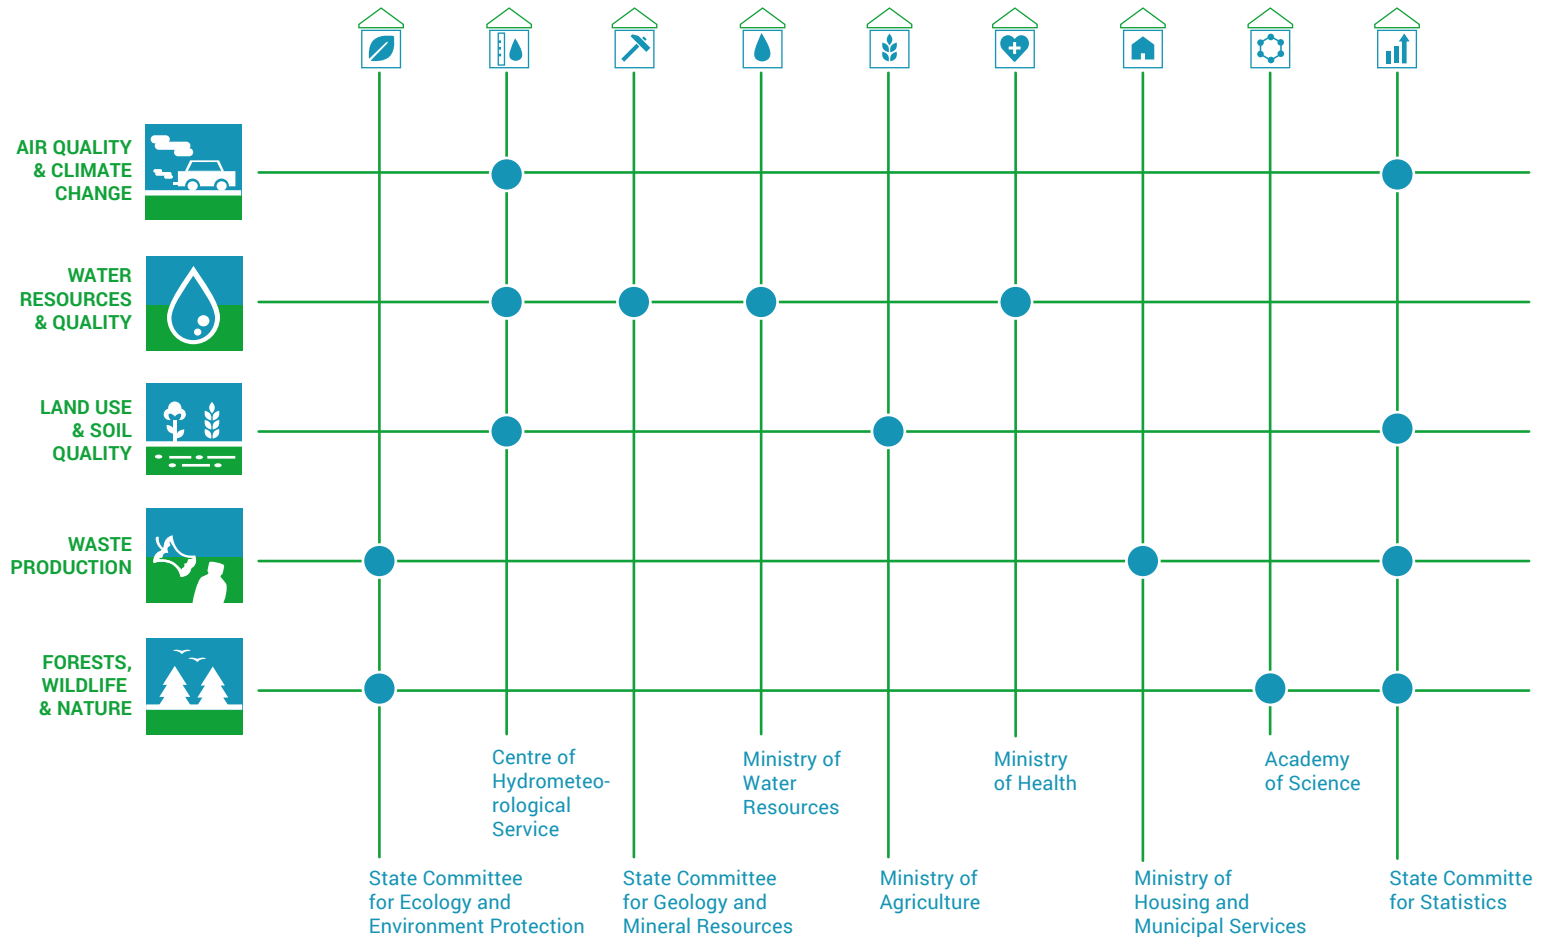 AIR QUALITY
& CLIMATE
CHANGE
WATER
RESOURCES
& QUALITY
LAND USE
& SOIL
QUALITY
WASTE
PRODUCTION
FORESTS,
WILDLIFE
& NATURE
Centre of
Hydrometeo-
rological
Service
Ministry of
Water
Resources
Ministry
of Health
Academy
of Science
State Committee
for Ecology and
Environment Protection
State Committee
for Geology and
Mineral Resources
Ministry of
Agriculture
Ministry of
Housing and
Municipal Services
State Committe
for Statistics